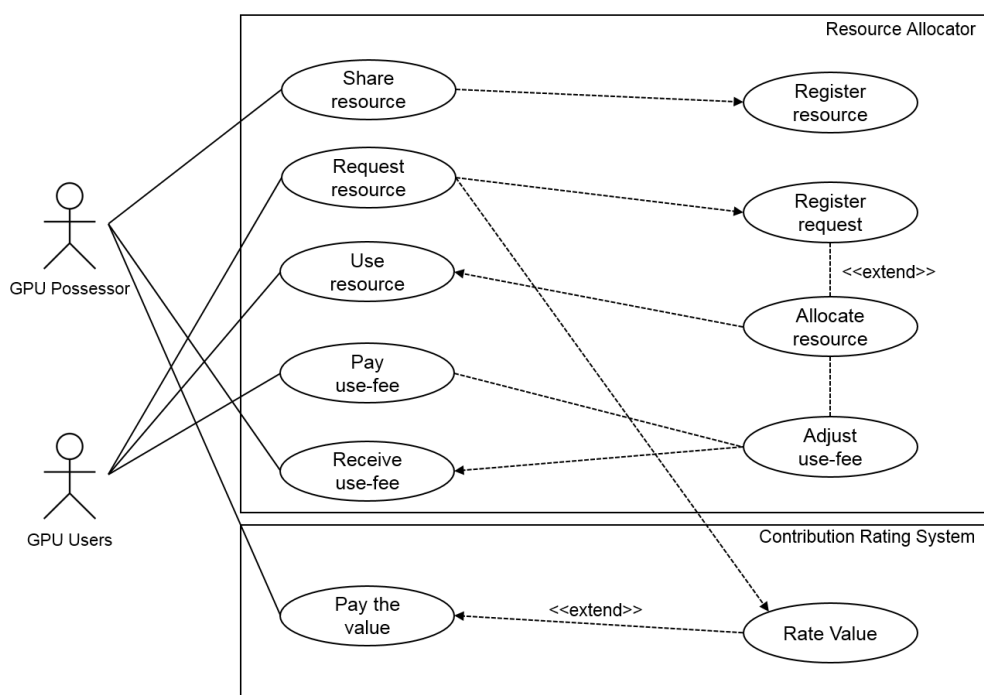 Resource Allocator
Share
resource
Register
resource
Request
resource
Register
request
GPU Possessor
Use
resource
<<extend>>
Allocate
resource
Pay
use-fee
Adjust
use-fee
Receive
use-fee
GPU Users
Contribution Rating System
Pay the
value
<<extend>>
Rate Value